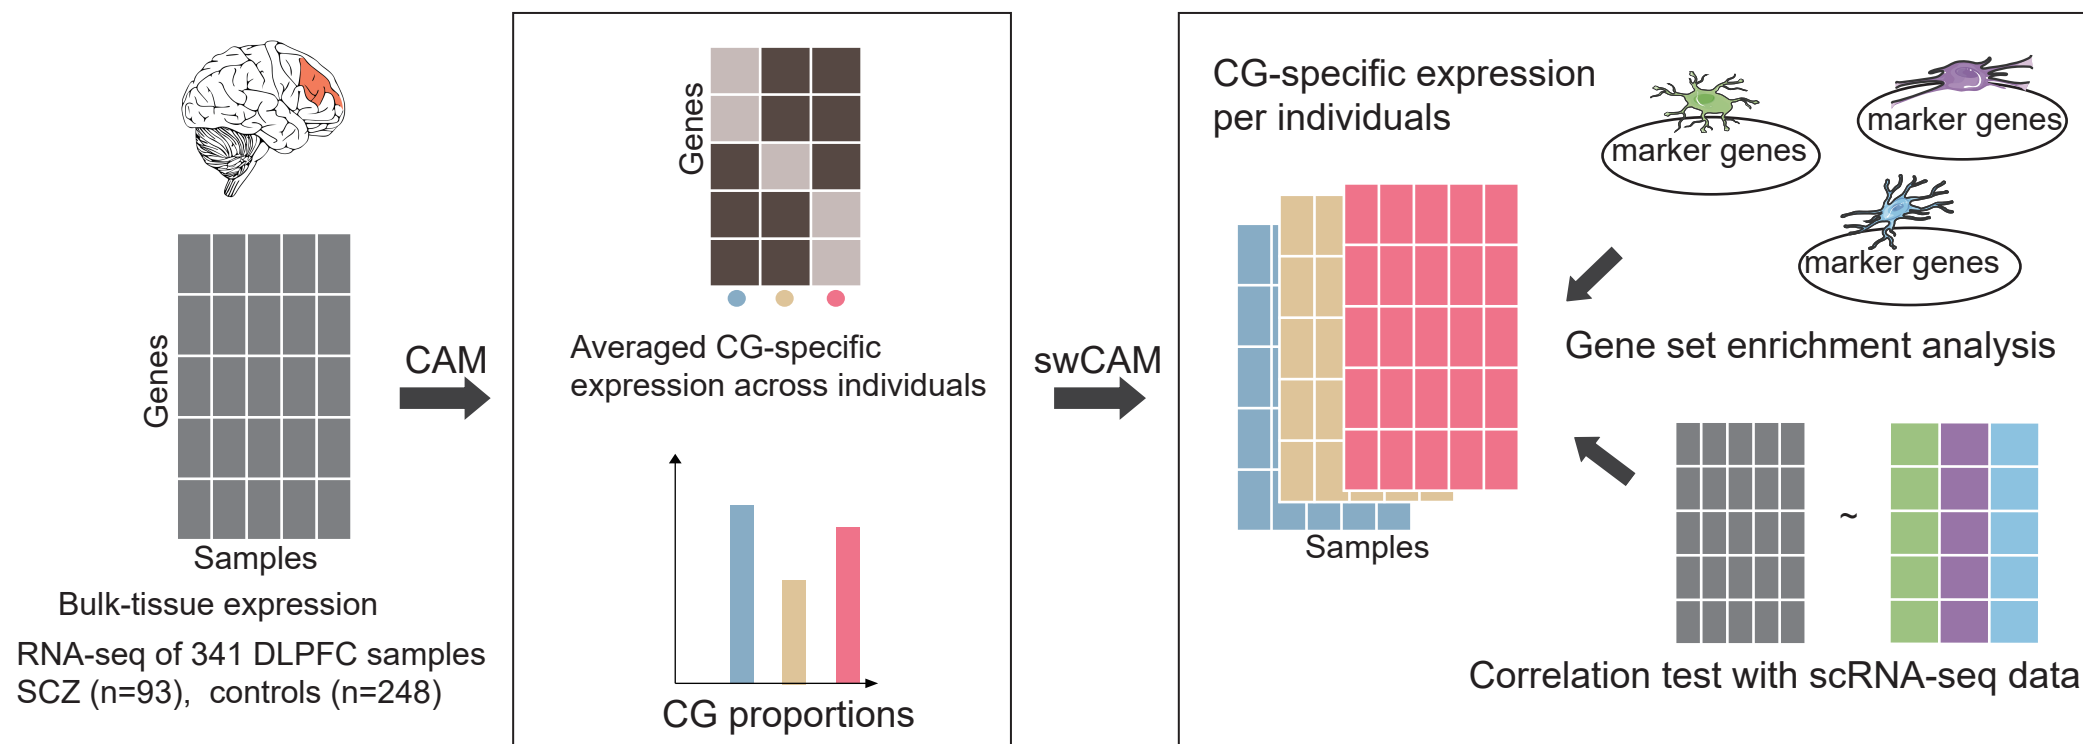 Genes
Samples
Bulk-tissue expression
RNA-seq of 341 DLPFC samples
SCZ (n=93), controls (n=248)
CAM
Genes
Averaged CG-specific
expression across individuals
CG proportions
swCAM
CG-specific expression
per individuals
Samples
marker genes
marker genes
marker genes
Gene set enrichment analysis
~
Correlation test with scRNA-seq data